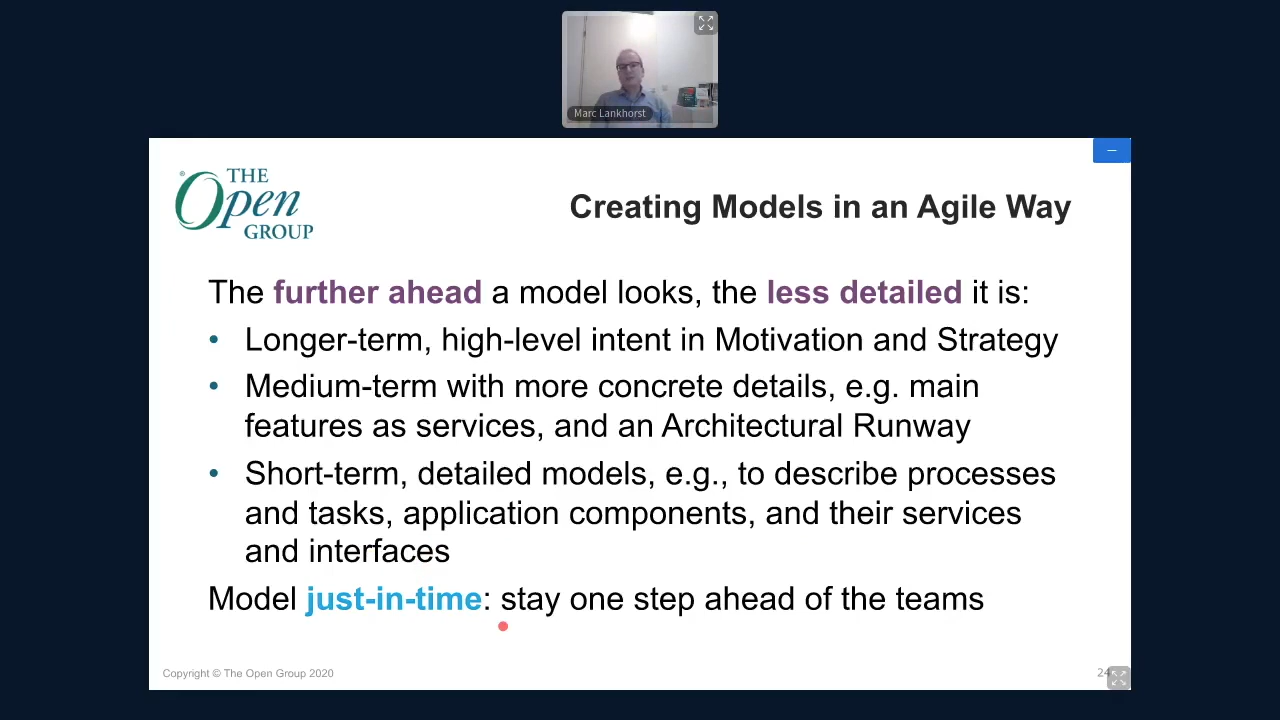 Marc Lankhorst
THE
Open
GROUP
®
Creating Models in an Agile Way
The further ahead a model looks, the less detailed it is:
• Longer-term, high-level intent in Motivation and Strategy
• Medium-term with more concrete details, e.g. main
features as services, and an Architectural Runway
• Short-term, detailed models, e.g., to describe processes
and tasks, application components, and their services
and interfaces
Model just-in-time: stay one step ahead of the teams
Copyright © The Open Group 2020
24